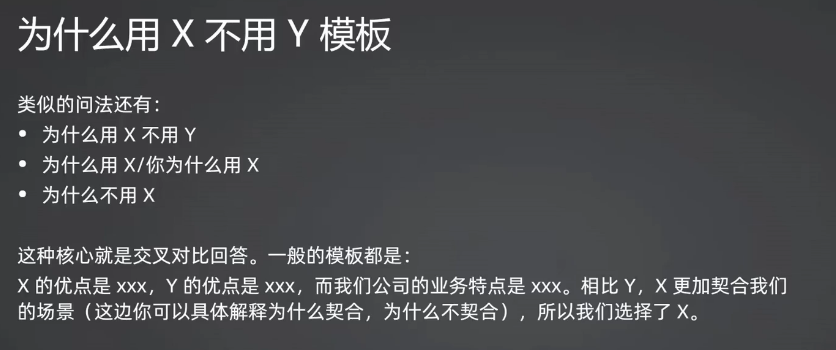 为什么用 X 不用 Y 模板
类似的问法还有：
• 为什么用 X 不用 Y
• 为什么用 X/你为什么用 X
• 为什么不用 X
这种核心就是交叉对比回答。一般的模板都是：
X 的优点是 xxx，Y 的优点是 xxx，而我们公司的业务特点是 xxx。相比 Y，X 更加契合我们
的场景（这边你可以具体解释为什么契合，为什么不契合），所以我们选择了 X。